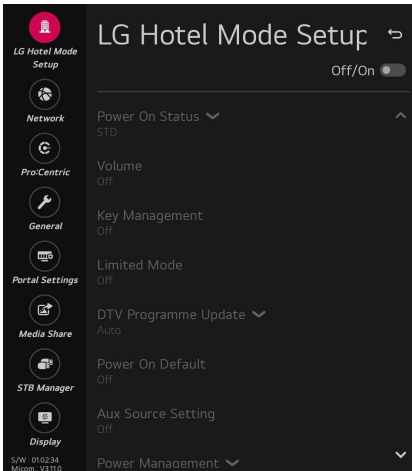 LG Hotel Mode Setup
LG Hotel Mode
Setup
Off/On
Network
Pro:Centric
General
Portal Settings
Media Share
STB Manager
Display
S/W : 01.02.34
Micom : V3.11.0
Power On Status
STD
Volume
Off
Key Management
Off
Limited Mode
Off
DTV Programme Update
Auto
Power On Default
Off
Aux Source Setting
Off
Power Management